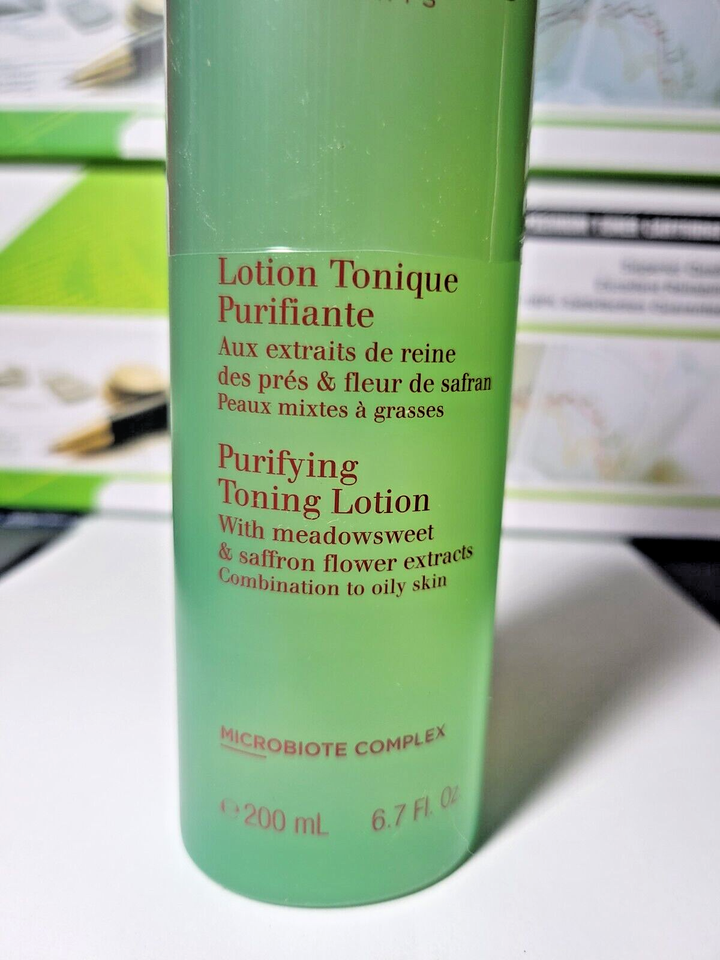 Lotion Tonique
Purifiante
Aux extraits de reine
des prés & fleur de safran
Peaux mixtes à grasses
Purifying
Toning Lotion
With meadowsweet
& saffron flower extracts
Combination to oily skin
MICROBIOTE COMPLEX
℮ 200 mL 6.7 Fl. Oz